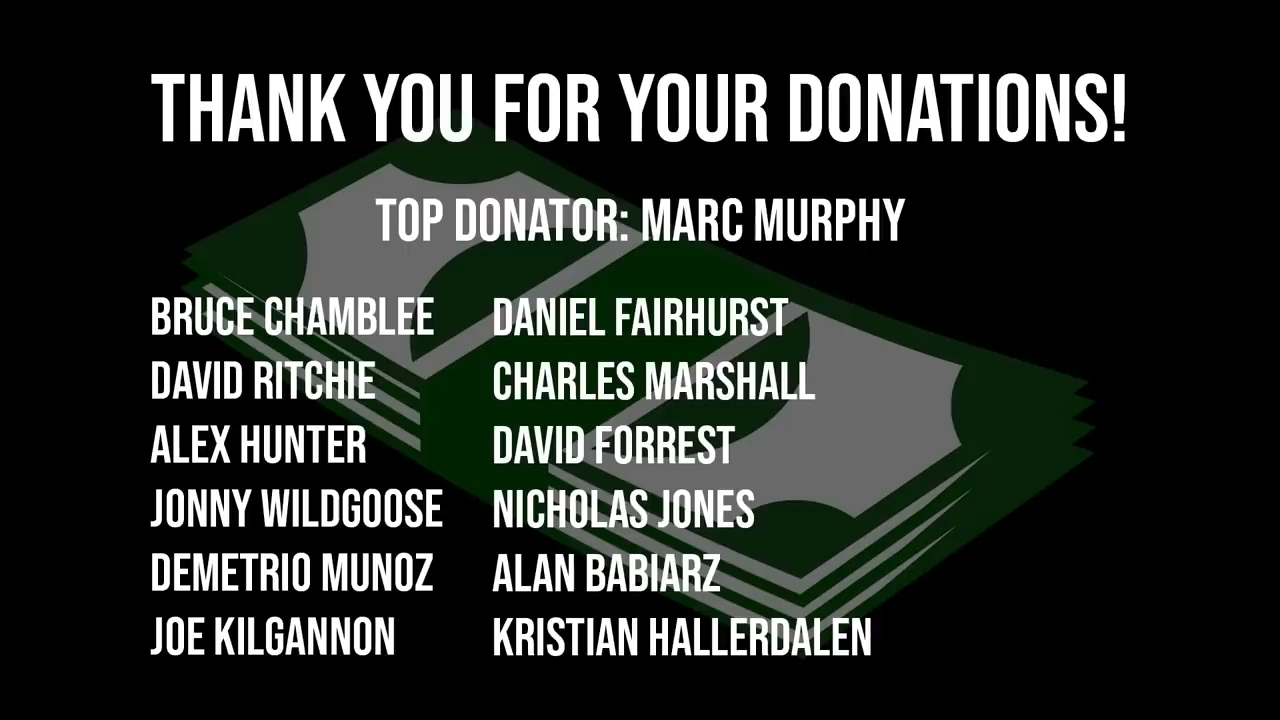 THANK YOU FOR YOUR DONATIONS!
TOP DONATOR: MARC MURPHY
BRUCE CHAMBLEE
DAVID RITCHIE
ALEX HUNTER
JONNY WILDGOOSE
DEMETRIO MUNOZ
JOE KILGANNON
DANIEL FAIRHURST
CHARLES MARSHALL
DAVID FORREST
NICHOLAS JONES
ALAN BABIARZ
KRISTIAN HALLERDALEN